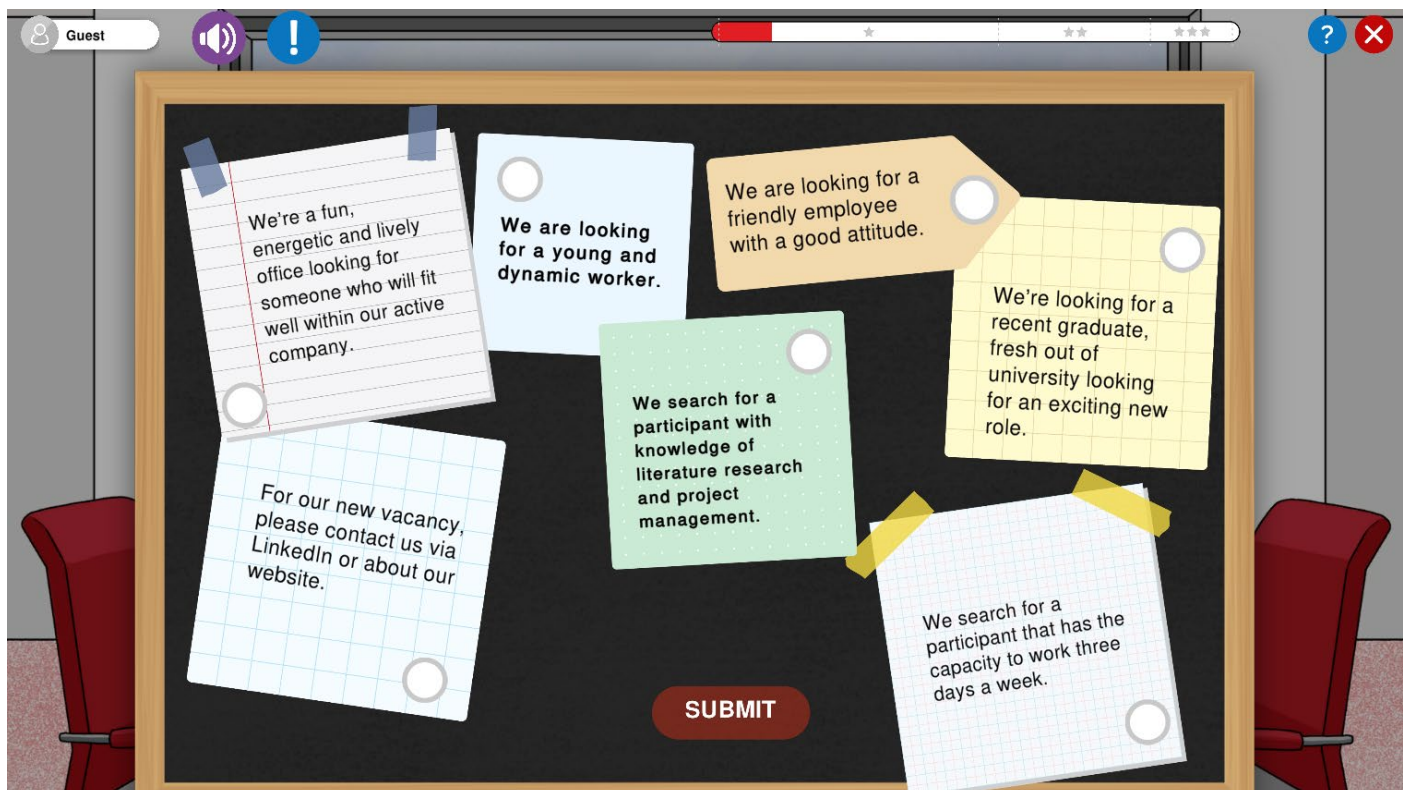 Guest
!
?
We're a fun,
energetic and lively
office looking for
someone who will fit
well within our active
company.
We are looking
for a young and
dynamic worker.
We are looking for a
friendly employee
with a good attitude.
We're looking for a
recent graduate,
fresh out of
university looking
for an exciting new
role.
We search for a
participant with
knowledge of
literature research
and project
management.
For our new vacancy,
please contact us via
LinkedIn or about our
website.
We search for a
participant that has the
capacity to work three
days a week.
SUBMIT